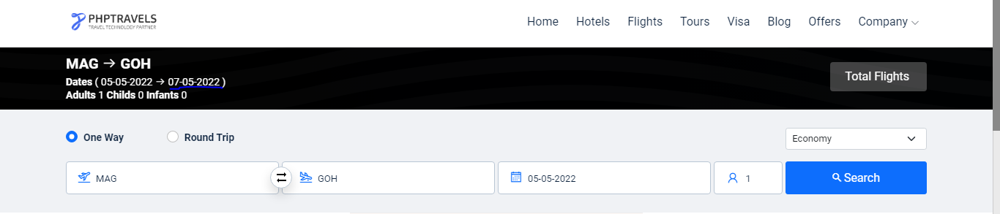 PHPTRAVELS
TRAVEL TECHNOLOGY PARTNER
Home Hotels Flights Tours Visa Blog Offers Company
MAG → GOH
Dates ( 05-05-2022 → 07-05-2022 )
Adults 1 Childs 0 Infants 0
Total Flights
One Way Round Trip
Economy
MAG
GOH
05-05-2022
1
Search